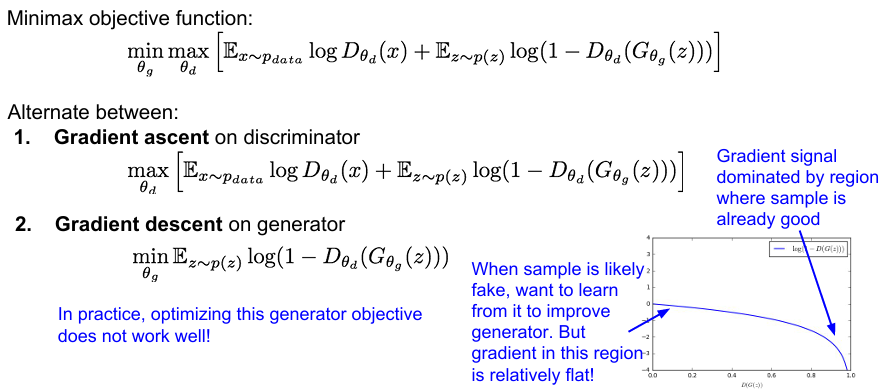 Minimax objective function:
\min_{\theta_g} \max_{\theta_d} \left[ \mathbb{E}_{x \sim p_{data}} \log D_{\theta_d}(x) + \mathbb{E}_{z \sim p(z)} \log(1 - D_{\theta_d}(G_{\theta_g}(z))) \right]
Alternate between:
1. Gradient ascent on discriminator
\max_{\theta_d} \left[ \mathbb{E}_{x \sim p_{data}} \log D_{\theta_d}(x) + \mathbb{E}_{z \sim p(z)} \log(1 - D_{\theta_d}(G_{\theta_g}(z))) \right]
2. Gradient descent on generator
\min_{\theta_g} \mathbb{E}_{z \sim p(z)} \log(1 - D_{\theta_d}(G_{\theta_g}(z)))
In practice, optimizing this generator objective
does not work well!
When sample is likely
fake, want to learn
from it to improve
generator. But
gradient in this region
is relatively flat!
Gradient signal
dominated by region
where sample is
already good
4
3
2
1
0
−1
−2
−3
−4
0.0 0.2 0.4 0.6 0.8 1.0
D(G(z))